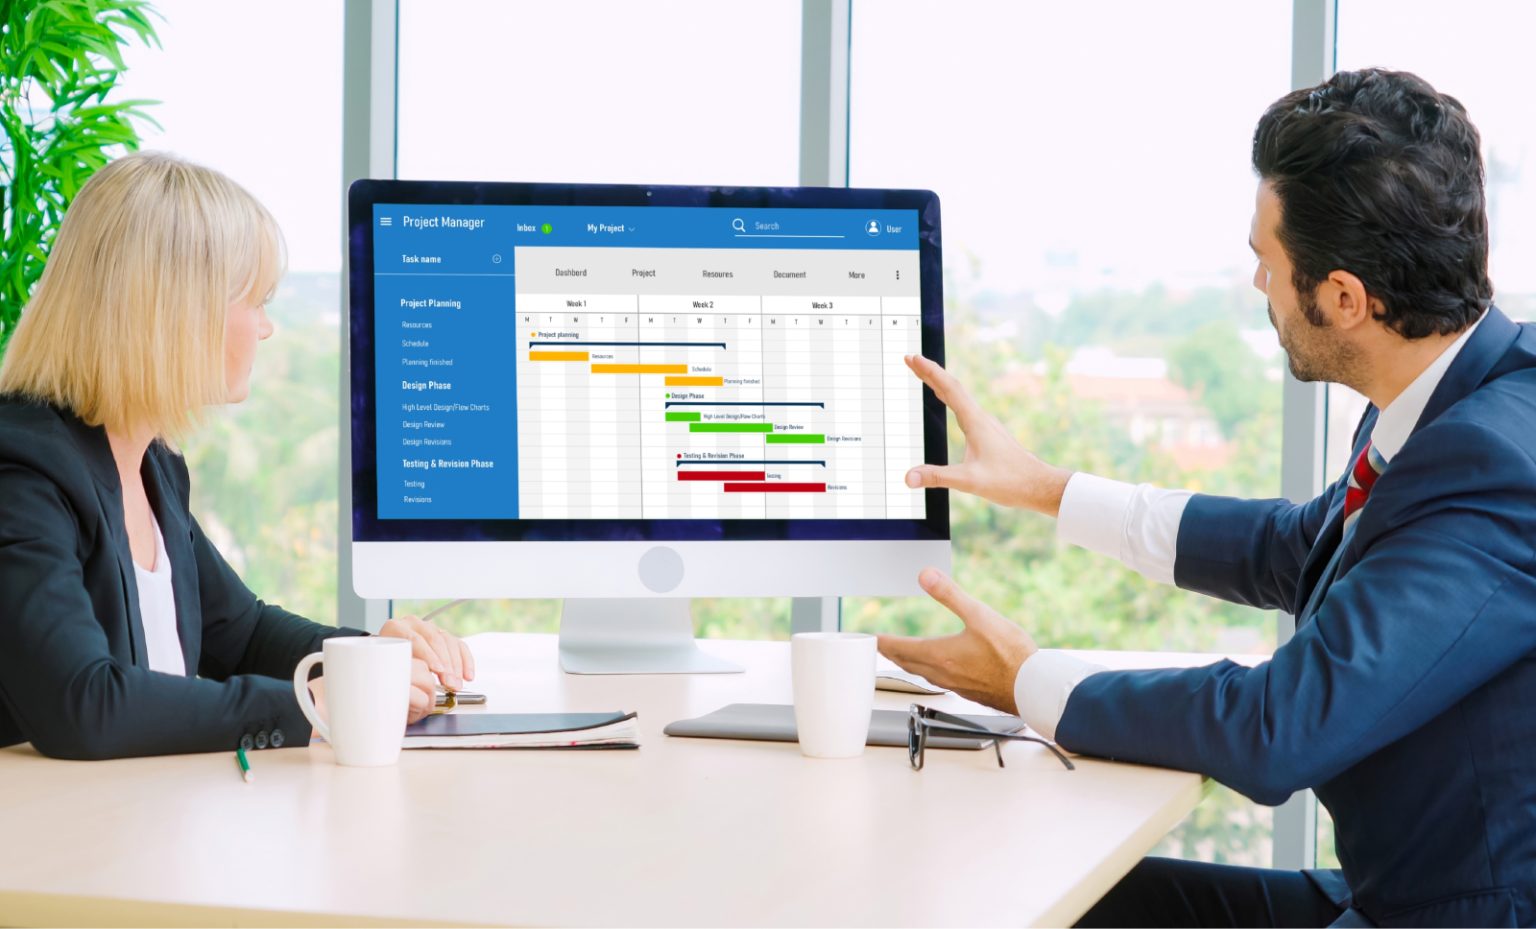 Project Manager
Inbox 1
My Project
Search
User
Task name
Project Planning
Resources
Schedule
Planning finished
Design Phase
High Level Design/Flow Charts
Design Review
Design Revisions
Testing & Revision Phase
Testing
Revisions
Dashbord Project Resoures Document More
Week 1 Week 2 Week 3
M T W T F M T W T F M T W T F M T
Project planning
Resources
Schedule
Planning finished
Design Phase
High Level Design/Flow Charts
Design Review
Design Revisions
Testing & Revision Phase
Testing
Revisions